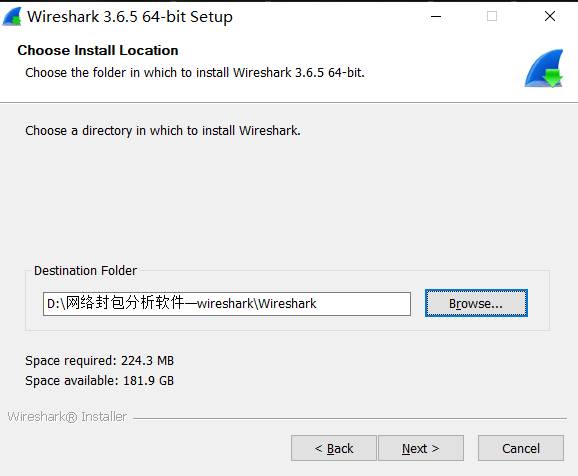 Wireshark 3.6.5 64-bit Setup
Choose Install Location
Choose the folder in which to install Wireshark 3.6.5 64-bit.
Choose a directory in which to install Wireshark.
Destination Folder
D:\网络封包分析软件—wireshark\Wireshark
Browse...
Space required: 224.3 MB
Space available: 181.9 GB
Wireshark® Installer
< Back
Next >
Cancel